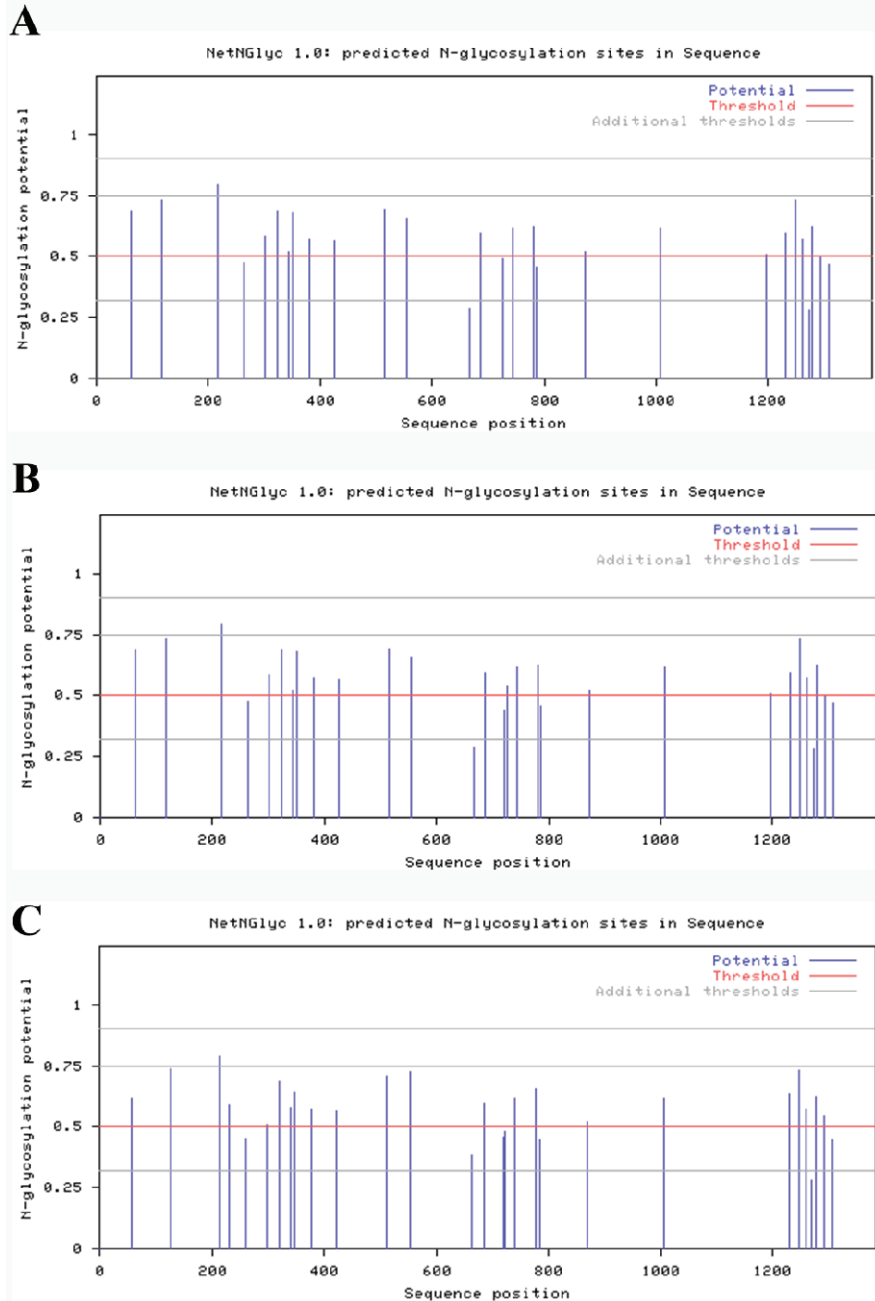 A
NetNGlyc 1.0: predicted N-glycosylation sites in Sequence
Potential
Threshold
Additional thresholds
N-glycosylation potential
1
0.75
0.5
0.25
0
0 200 400 600 800 1000 1200
Sequence position
B
NetNGlyc 1.0: predicted N-glycosylation sites in Sequence
Potential
Threshold
Additional thresholds
N-glycosylation potential
1
0.75
0.5
0.25
0
0 200 400 600 800 1000 1200
Sequence position
C
NetNGlyc 1.0: predicted N-glycosylation sites in Sequence
Potential
Threshold
Additional thresholds
N-glycosylation potential
1
0.75
0.5
0.25
0
0 200 400 600 800 1000 1200
Sequence position